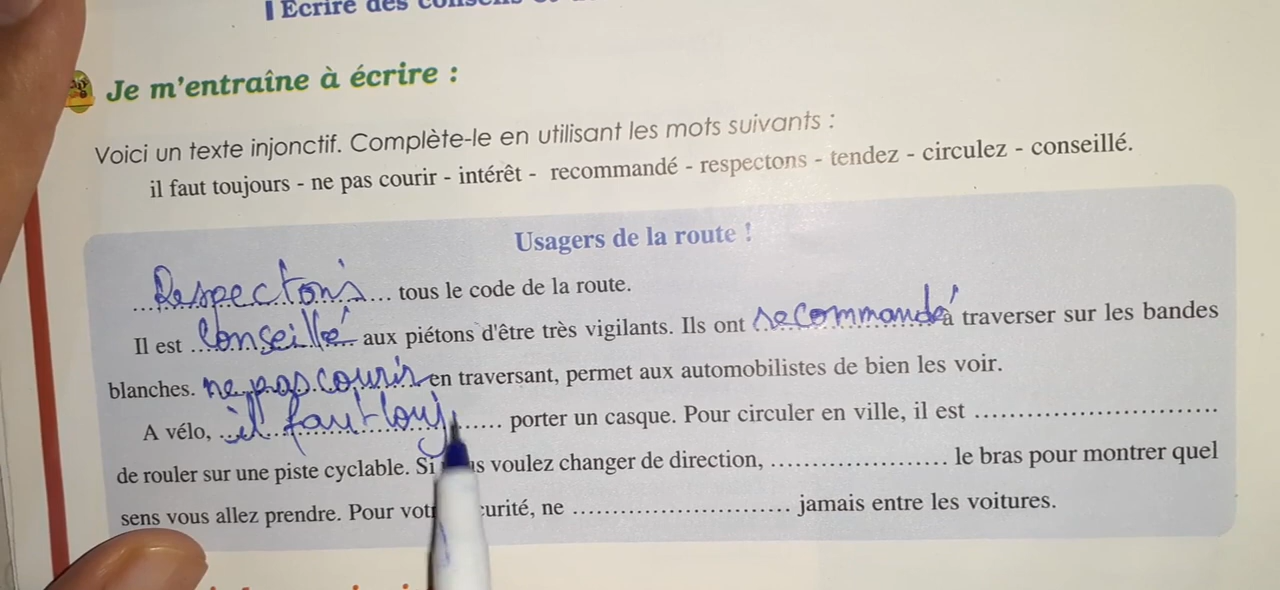 Ecrire des
Je m'entraîne à écrire :
Voici un texte injonctif. Complète-le en utilisant les mots suivants :
il faut toujours - ne pas courir - intérêt - recommandé - respectons - tendez - circulez - conseillé.
Usagers de la route !
Respectons tous le code de la route.
Il est conseillé aux piétons d'être très vigilants. Ils ont recommandé à traverser sur les bandes
blanches. ne pas courir en traversant, permet aux automobilistes de bien les voir.
A vélo, il faut touj porter un casque. Pour circuler en ville, il est ..........................
de rouler sur une piste cyclable. Si voulez changer de direction, .................... le bras pour montrer quel
sens vous allez prendre. Pour ne .......................... jamais entre les voitures.